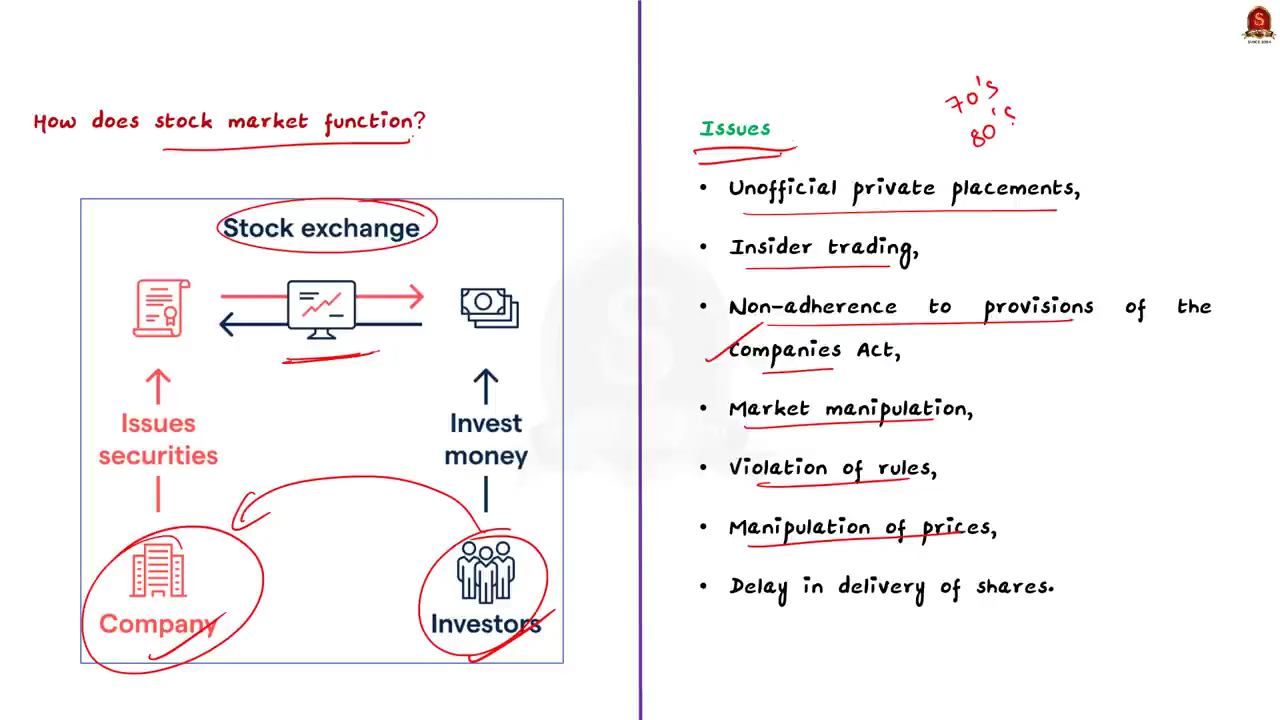 How does stock market function?
Stock exchange
Issues
securities
Invest
money
Company
Investors
70's
80's
Issues
• Unofficial private placements,
• Insider trading,
• Non-adherence to provisions of the
Companies Act,
• Market manipulation,
• Violation of rules,
• Manipulation of prices,
• Delay in delivery of shares.
S
SINCE 2004